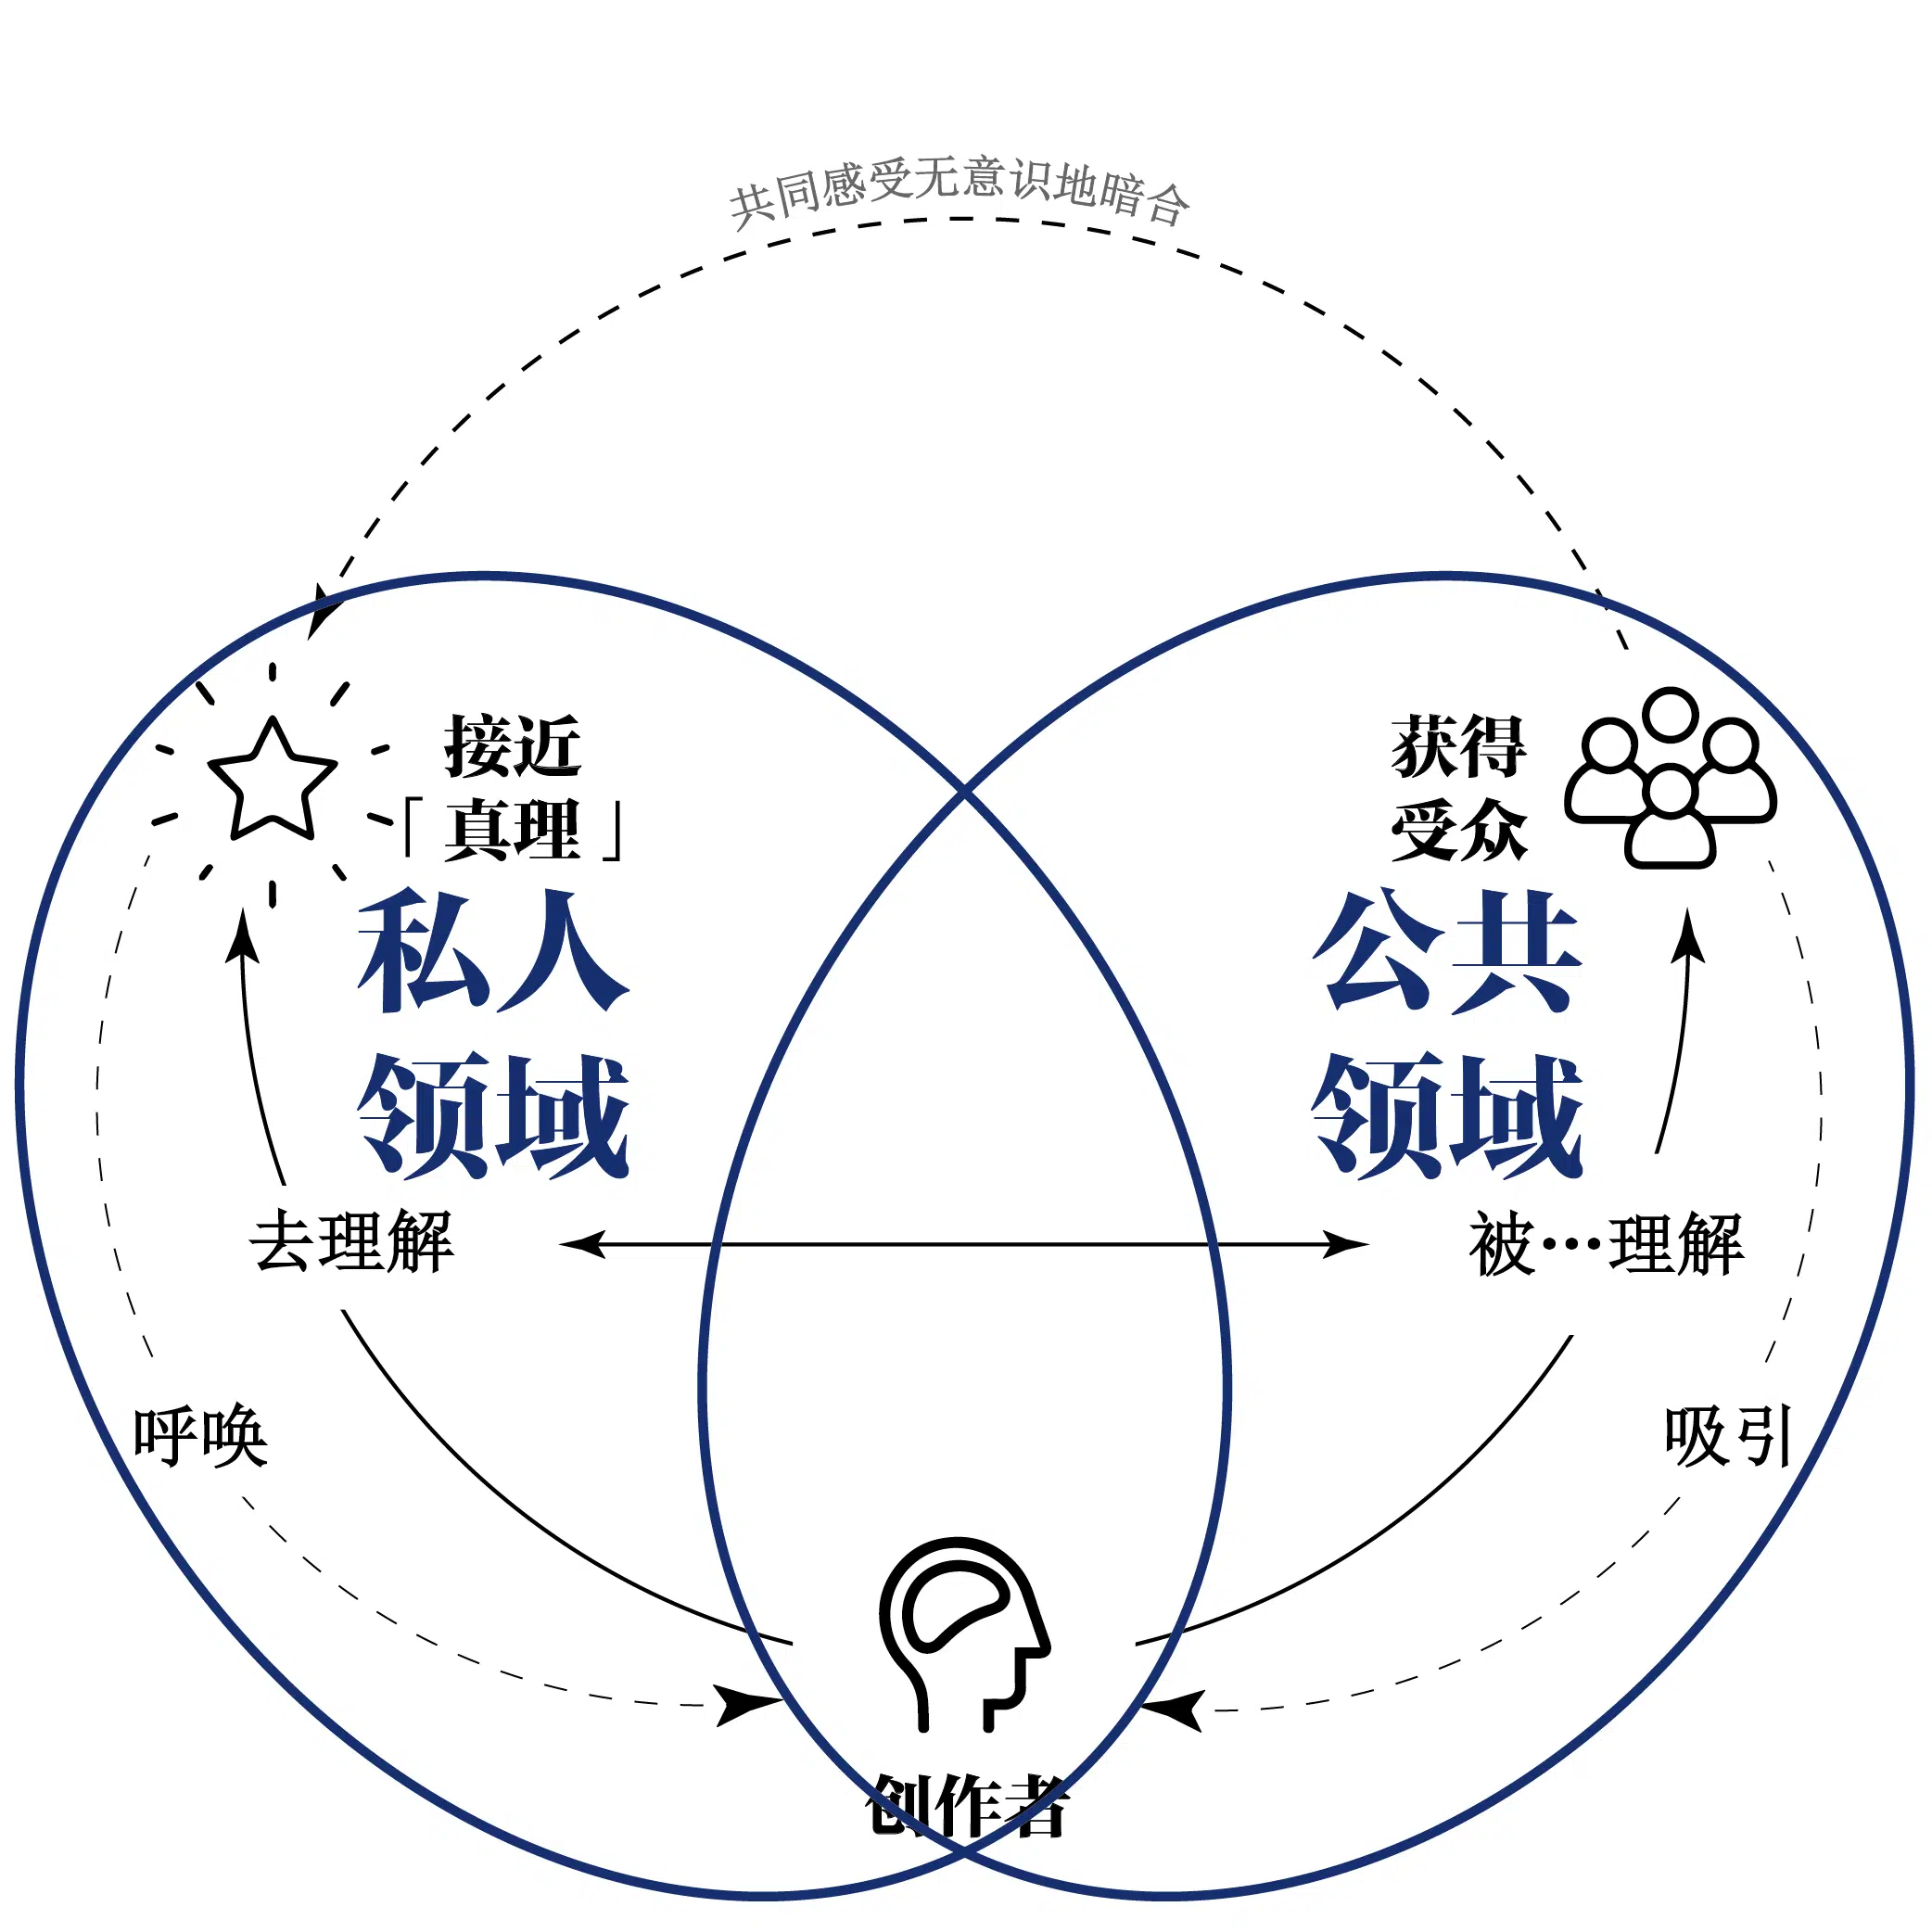 共同感受无意识地暗合
接近
「真理」
私人
领域
获得
受众
公共
领域
去理解
被…理解
呼唤
吸引
创作者